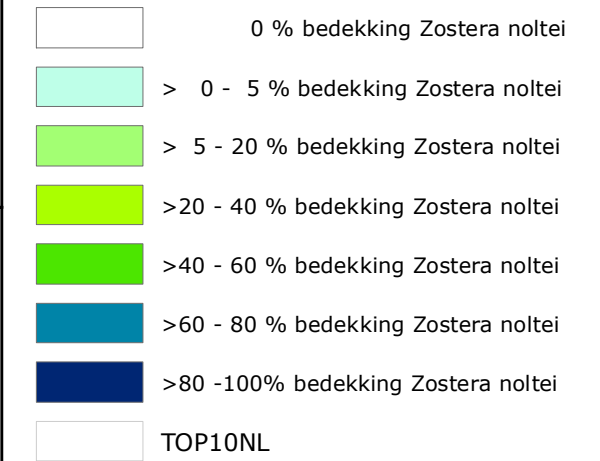 0 % bedekking Zostera noltei
> 0 - 5 % bedekking Zostera noltei
> 5 - 20 % bedekking Zostera noltei
>20 - 40 % bedekking Zostera noltei
>40 - 60 % bedekking Zostera noltei
>60 - 80 % bedekking Zostera noltei
>80 -100% bedekking Zostera noltei
TOP10NL